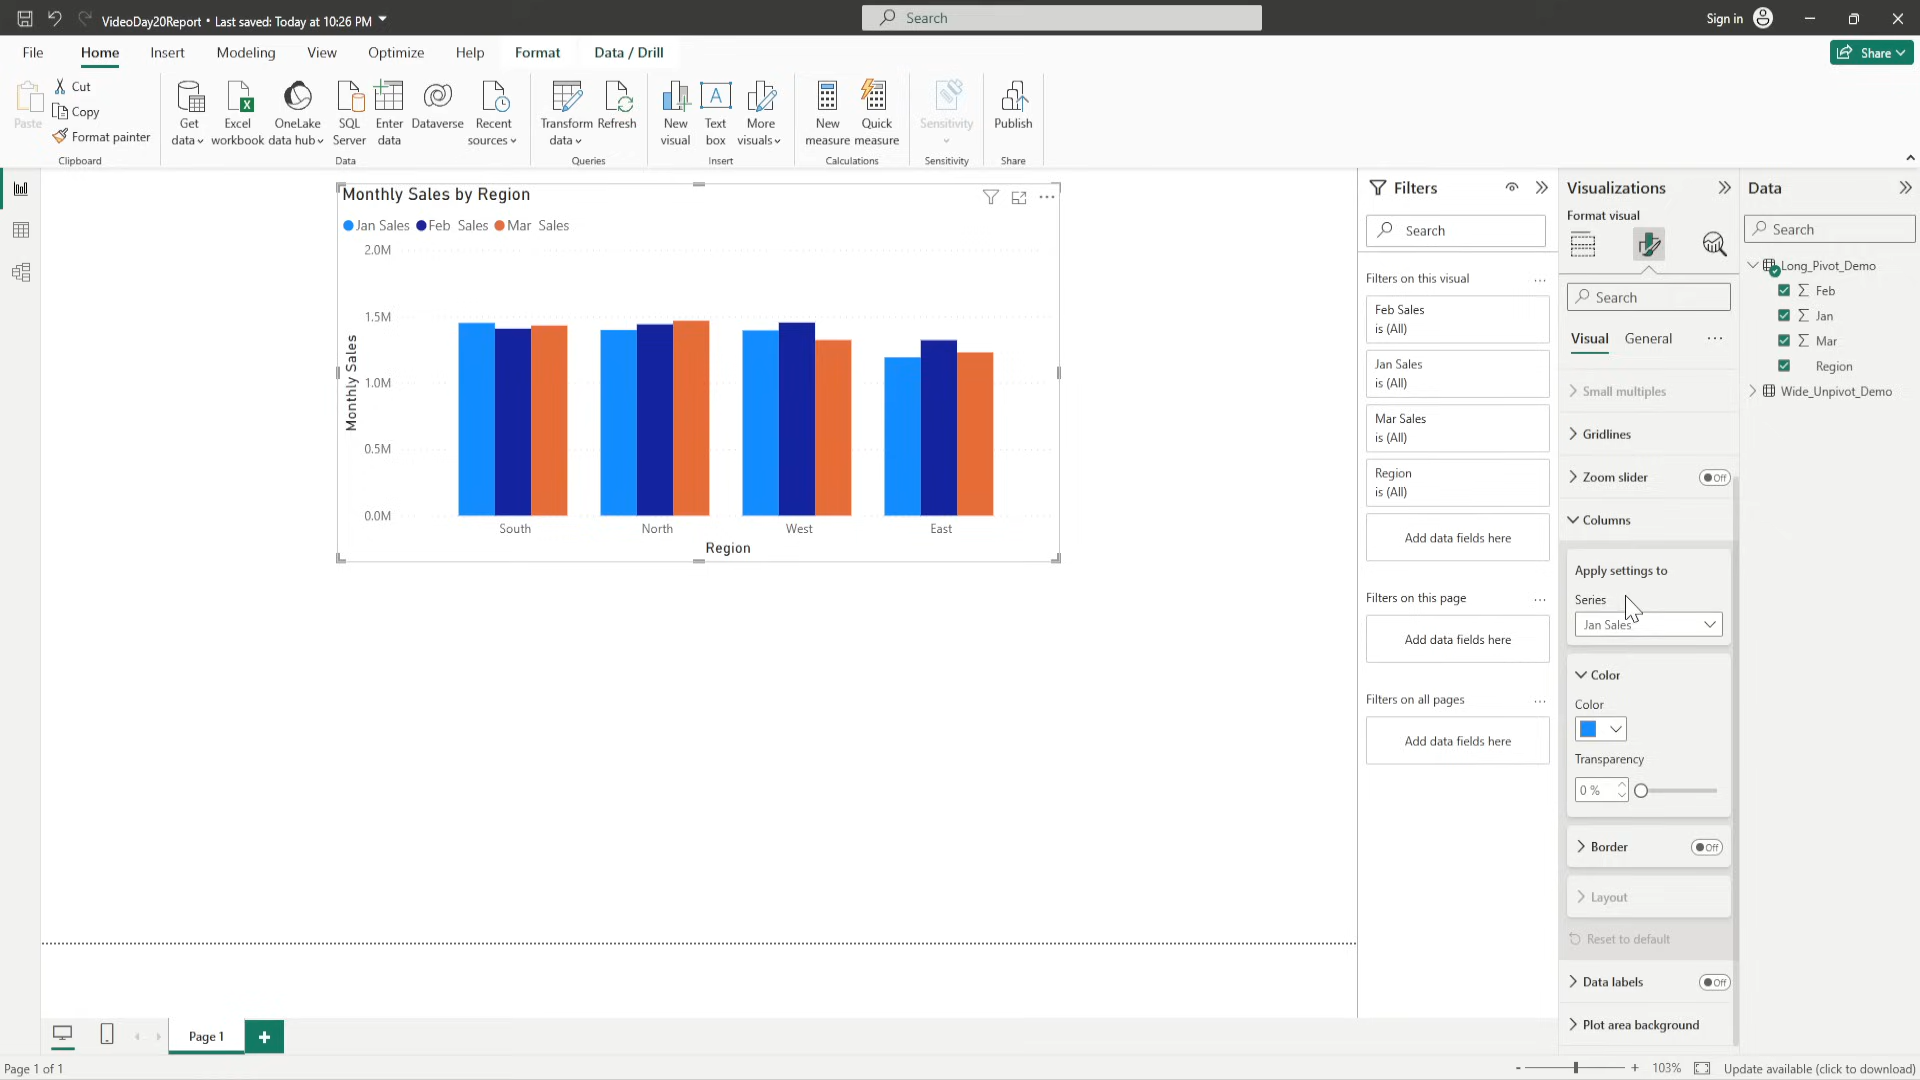 VideoDay20Report • Last saved: Today at 10:26 PM
Search
Sign in
File
Home
Insert
Modeling
View
Optimize
Help
Format
Data / Drill
Share
Paste
Cut
Copy
Format painter
Clipboard
Get data
Excel workbook
OneLake data hub
SQL Server
Enter data
Dataverse
Recent sources
Data
Transform data
Refresh
Queries
New visual
Text box
More visuals
Insert
New measure
Quick measure
Calculations
Sensitivity
Sensitivity
Publish
Share
Monthly Sales by Region
Jan Sales
Feb Sales
Mar Sales
2.0M
1.5M
1.0M
0.5M
0.0M
Monthly Sales
South
North
West
East
Region
Filters
Search
Filters on this visual
Feb Sales
is (All)
Jan Sales
is (All)
Mar Sales
is (All)
Region
is (All)
Add data fields here
Filters on this page
Add data fields here
Filters on all pages
Add data fields here
Visualizations
Format visual
Search
Visual
General
Small multiples
Gridlines
Zoom slider
Off
Columns
Apply settings to
Series
Jan Sales
Color
Color
Transparency
0 %
Border
Off
Layout
Reset to default
Data labels
Off
Plot area background
Data
Search
Long_Pivot_Demo
Σ Feb
Σ Jan
Σ Mar
Region
Wide_Unpivot_Demo
Page 1
+
Page 1 of 1
- + 103%
Update available (click to download)